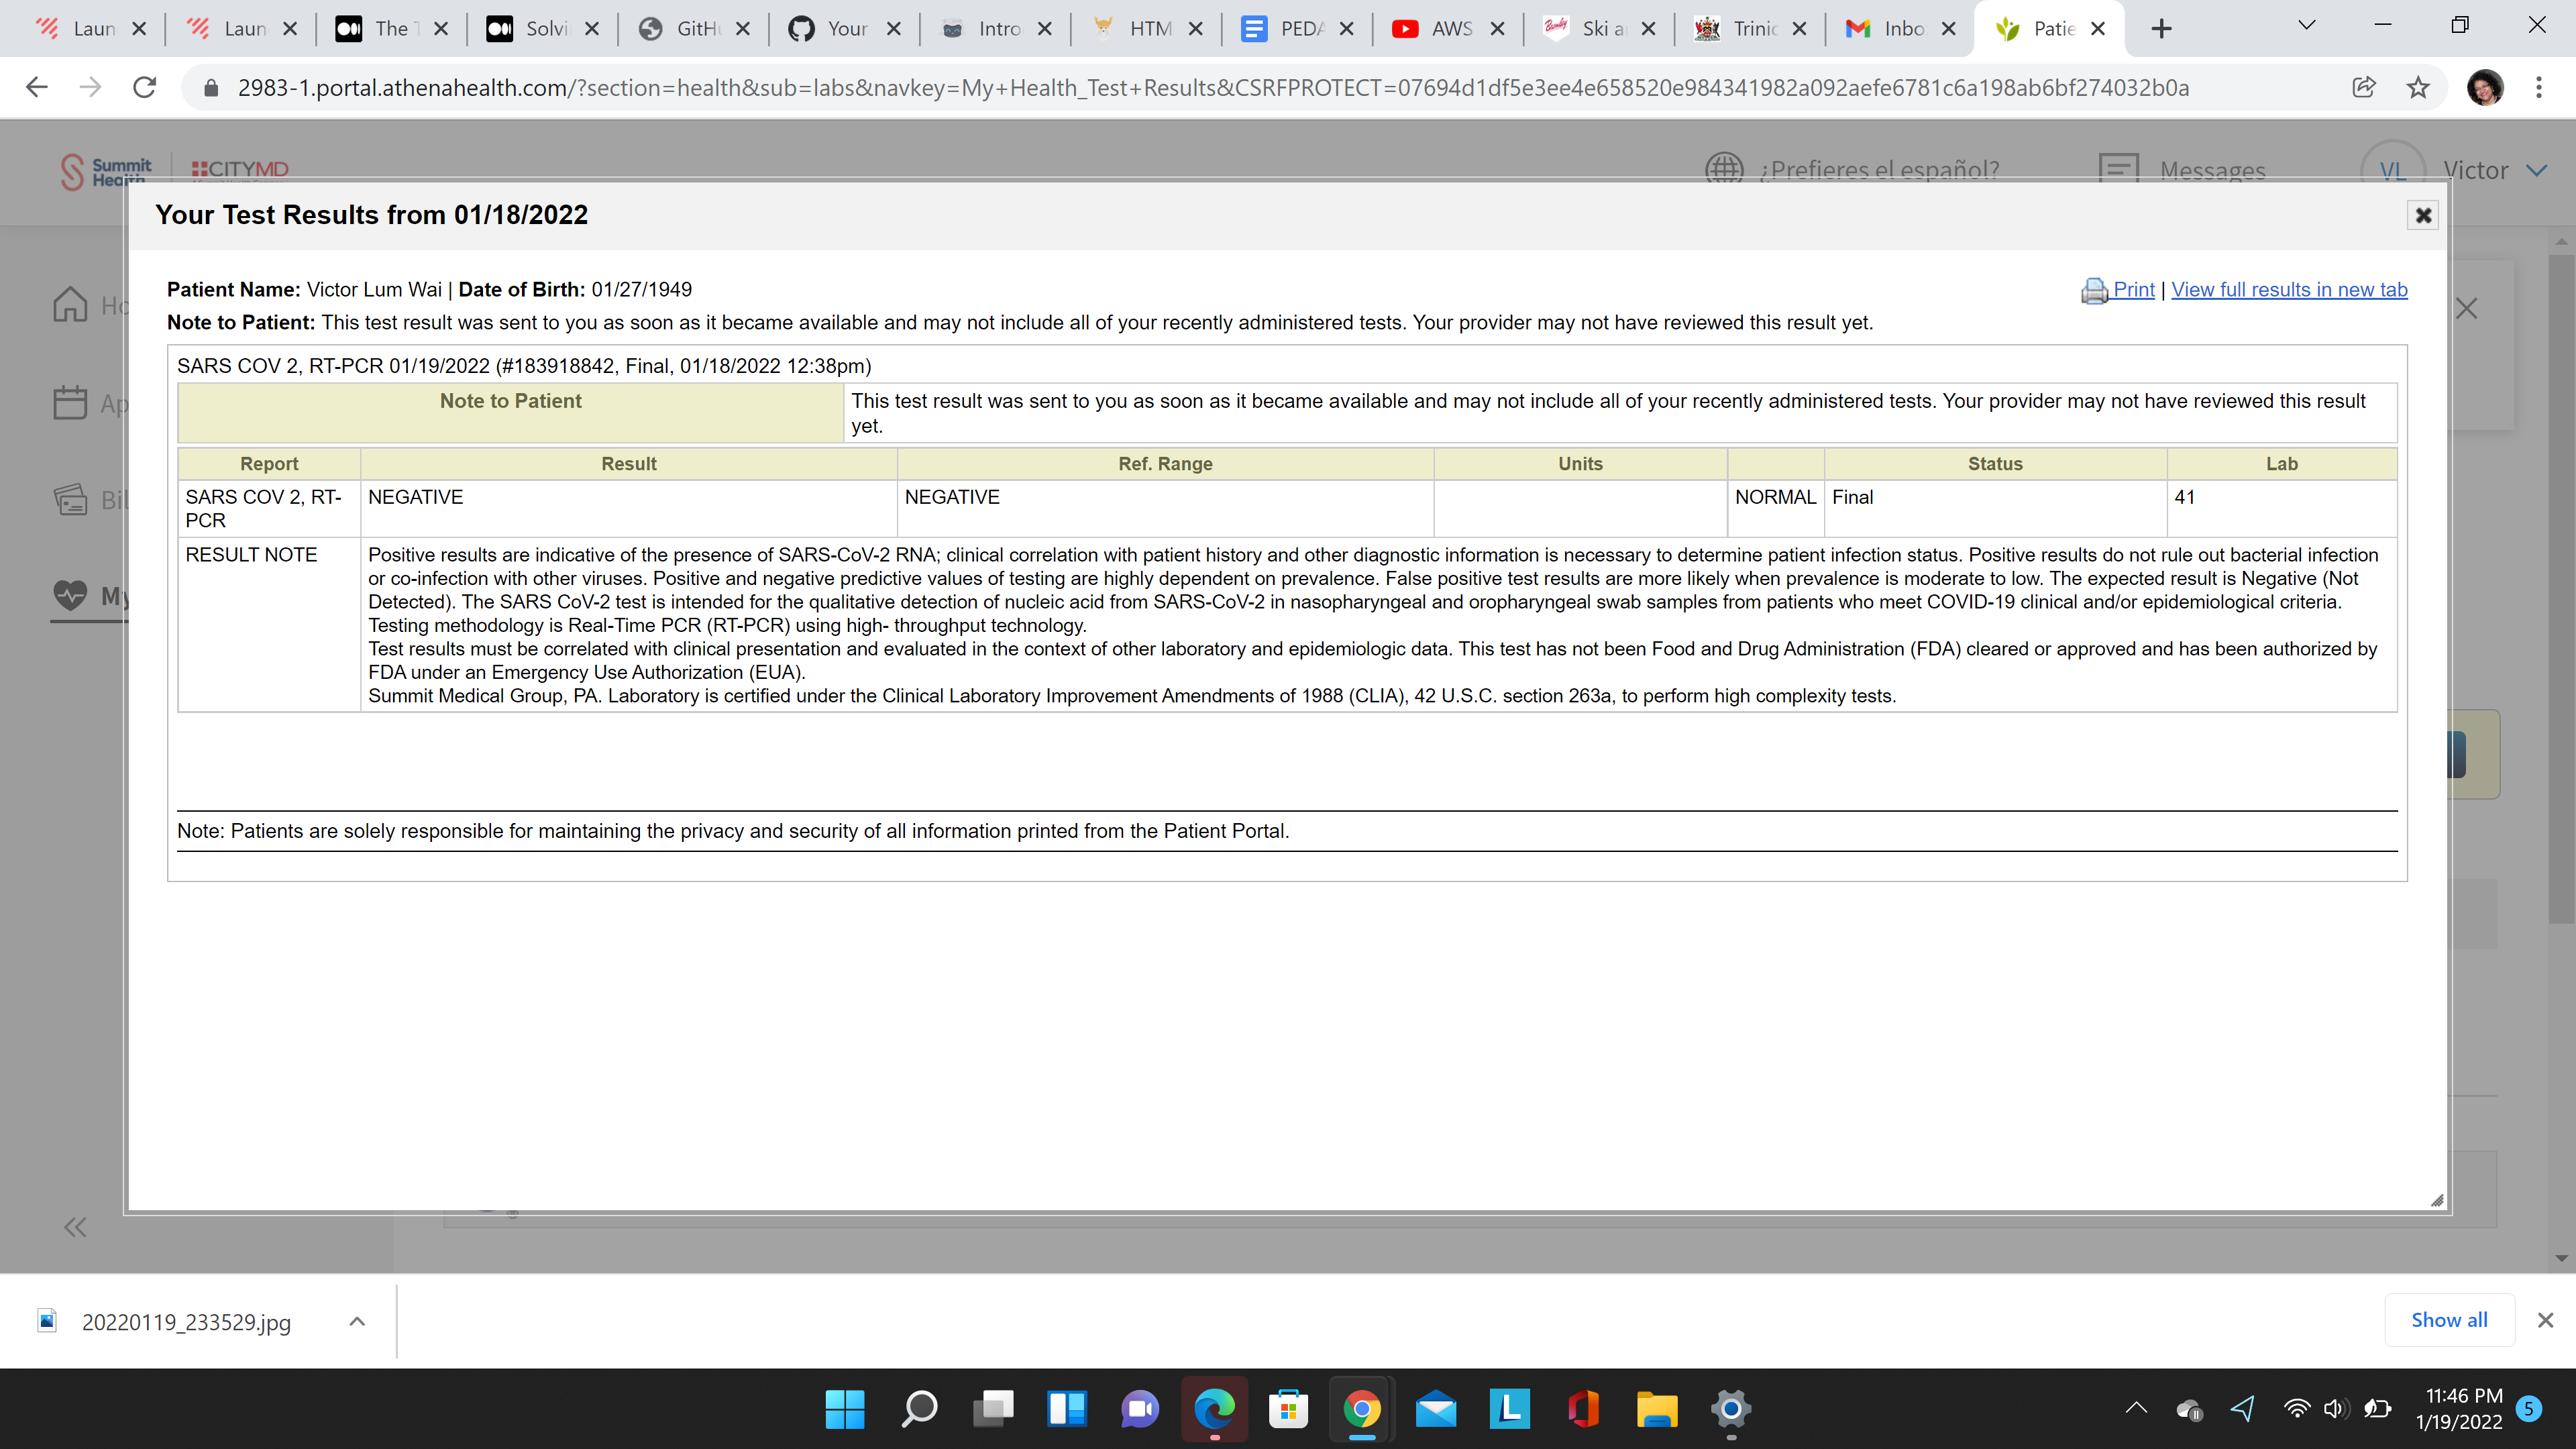 Laun
Laun
The T
Solvi
GitHu
Your
Intro
HTM
PEDA
AWS
Ski a
Trinic
Inbo
Patie
2983-1.portal.athenahealth.com/?section=health&sub=labs&navkey=My+Health_Test+Results&CSRFPROTECT=07694d1df5e3ee4e658520e984341982a092aefe6781c6a198ab6bf274032b0a
Summit Health
CITYMD
¿Prefieres el español?
Messages
VL
Victor
Your Test Results from 01/18/2022
Patient Name: Victor Lum Wai | Date of Birth: 01/27/1949
Print | View full results in new tab
Note to Patient: This test result was sent to you as soon as it became available and may not include all of your recently administered tests. Your provider may not have reviewed this result yet.
SARS COV 2, RT-PCR 01/19/2022 (#183918842, Final, 01/18/2022 12:38pm)
Note to Patient
This test result was sent to you as soon as it became available and may not include all of your recently administered tests. Your provider may not have reviewed this result
yet.
Report Result Ref. Range Units Status Lab
SARS COV 2, RT-
PCR
NEGATIVE NEGATIVE NORMAL Final 41
RESULT NOTE
Positive results are indicative of the presence of SARS-CoV-2 RNA; clinical correlation with patient history and other diagnostic information is necessary to determine patient infection status. Positive results do not rule out bacterial infection
or co-infection with other viruses. Positive and negative predictive values of testing are highly dependent on prevalence. False positive test results are more likely when prevalence is moderate to low. The expected result is Negative (Not
Detected). The SARS CoV-2 test is intended for the qualitative detection of nucleic acid from SARS-CoV-2 in nasopharyngeal and oropharyngeal swab samples from patients who meet COVID-19 clinical and/or epidemiological criteria.
Testing methodology is Real-Time PCR (RT-PCR) using high- throughput technology.
Test results must be correlated with clinical presentation and evaluated in the context of other laboratory and epidemiologic data. This test has not been Food and Drug Administration (FDA) cleared or approved and has been authorized by
FDA under an Emergency Use Authorization (EUA).
Summit Medical Group, PA. Laboratory is certified under the Clinical Laboratory Improvement Amendments of 1988 (CLIA), 42 U.S.C. section 263a, to perform high complexity tests.
Note: Patients are solely responsible for maintaining the privacy and security of all information printed from the Patient Portal.
Ho
Ap
Bil
My
20220119_233529.jpg
Show all
L
11:46 PM
1/19/2022
5